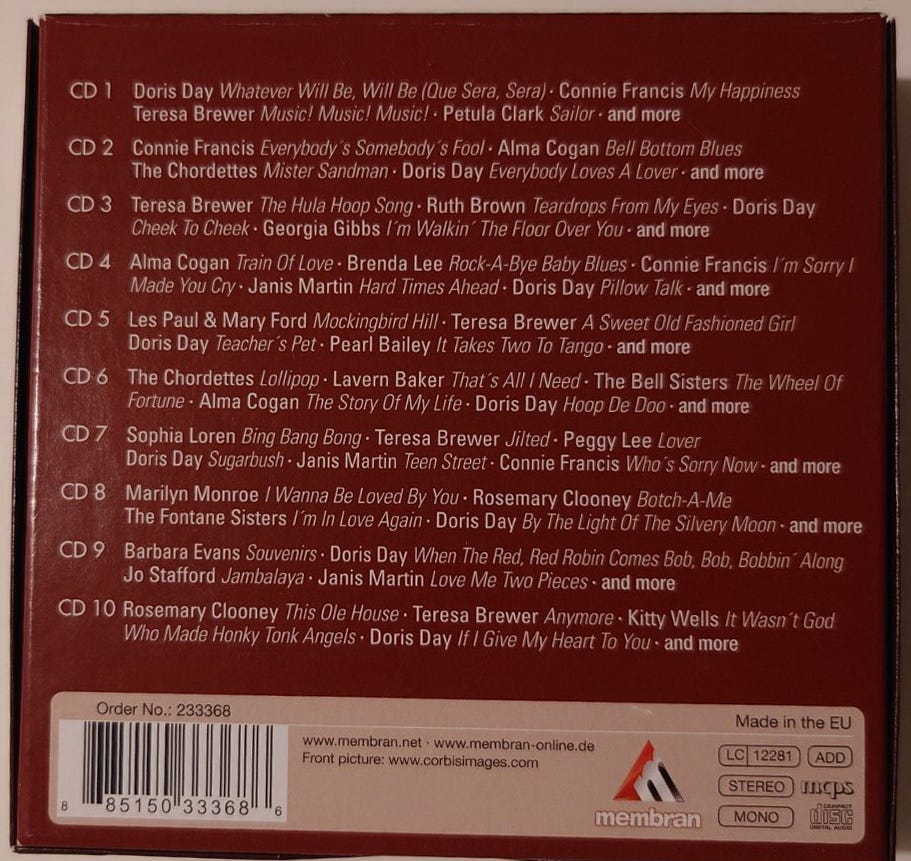 CD 1 Doris Day Whatever Will Be, Will Be (Que Sera, Sera) · Connie Francis My Happiness
Teresa Brewer Music! Music! Music! · Petula Clark Sailor · and more
CD 2 Connie Francis Everybody´s Somebody´s Fool · Alma Cogan Bell Bottom Blues
The Chordettes Mister Sandman · Doris Day Everybody Loves A Lover · and more
CD 3 Teresa Brewer The Hula Hoop Song · Ruth Brown Teardrops From My Eyes · Doris Day
Cheek To Cheek · Georgia Gibbs I´m Walkin´ The Floor Over You · and more
CD 4 Alma Cogan Train Of Love · Brenda Lee Rock-A-Bye Baby Blues · Connie Francis I´m Sorry I
Made You Cry · Janis Martin Hard Times Ahead · Doris Day Pillow Talk · and more
CD 5 Les Paul & Mary Ford Mockingbird Hill · Teresa Brewer A Sweet Old Fashioned Girl
Doris Day Teacher´s Pet · Pearl Bailey It Takes Two To Tango · and more
CD 6 The Chordettes Lollipop · Lavern Baker That´s All I Need · The Bell Sisters The Wheel Of
Fortune · Alma Cogan The Story Of My Life · Doris Day Hoop De Doo · and more
CD 7 Sophia Loren Bing Bang Bong · Teresa Brewer Jilted · Peggy Lee Lover
Doris Day Sugarbush · Janis Martin Teen Street · Connie Francis Who´s Sorry Now · and more
CD 8 Marilyn Monroe I Wanna Be Loved By You · Rosemary Clooney Botch-A-Me
The Fontane Sisters I´m In Love Again · Doris Day By The Light Of The Silvery Moon · and more
CD 9 Barbara Evans Souvenirs · Doris Day When The Red, Red Robin Comes Bob, Bob, Bobbin´ Along
Jo Stafford Jambalaya · Janis Martin Love Me Two Pieces · and more
CD 10 Rosemary Clooney This Ole House · Teresa Brewer Anymore · Kitty Wells It Wasn´t God
Who Made Honky Tonk Angels · Doris Day If I Give My Heart To You · and more
Order No.: 233368
8 85150 33368 6
www.membran.net · www.membran-online.de
Front picture: www.corbisimages.com
membran
Made in the EU
LC 12281 ADD
STEREO mcps
MONO COMPACT disc DIGITAL AUDIO